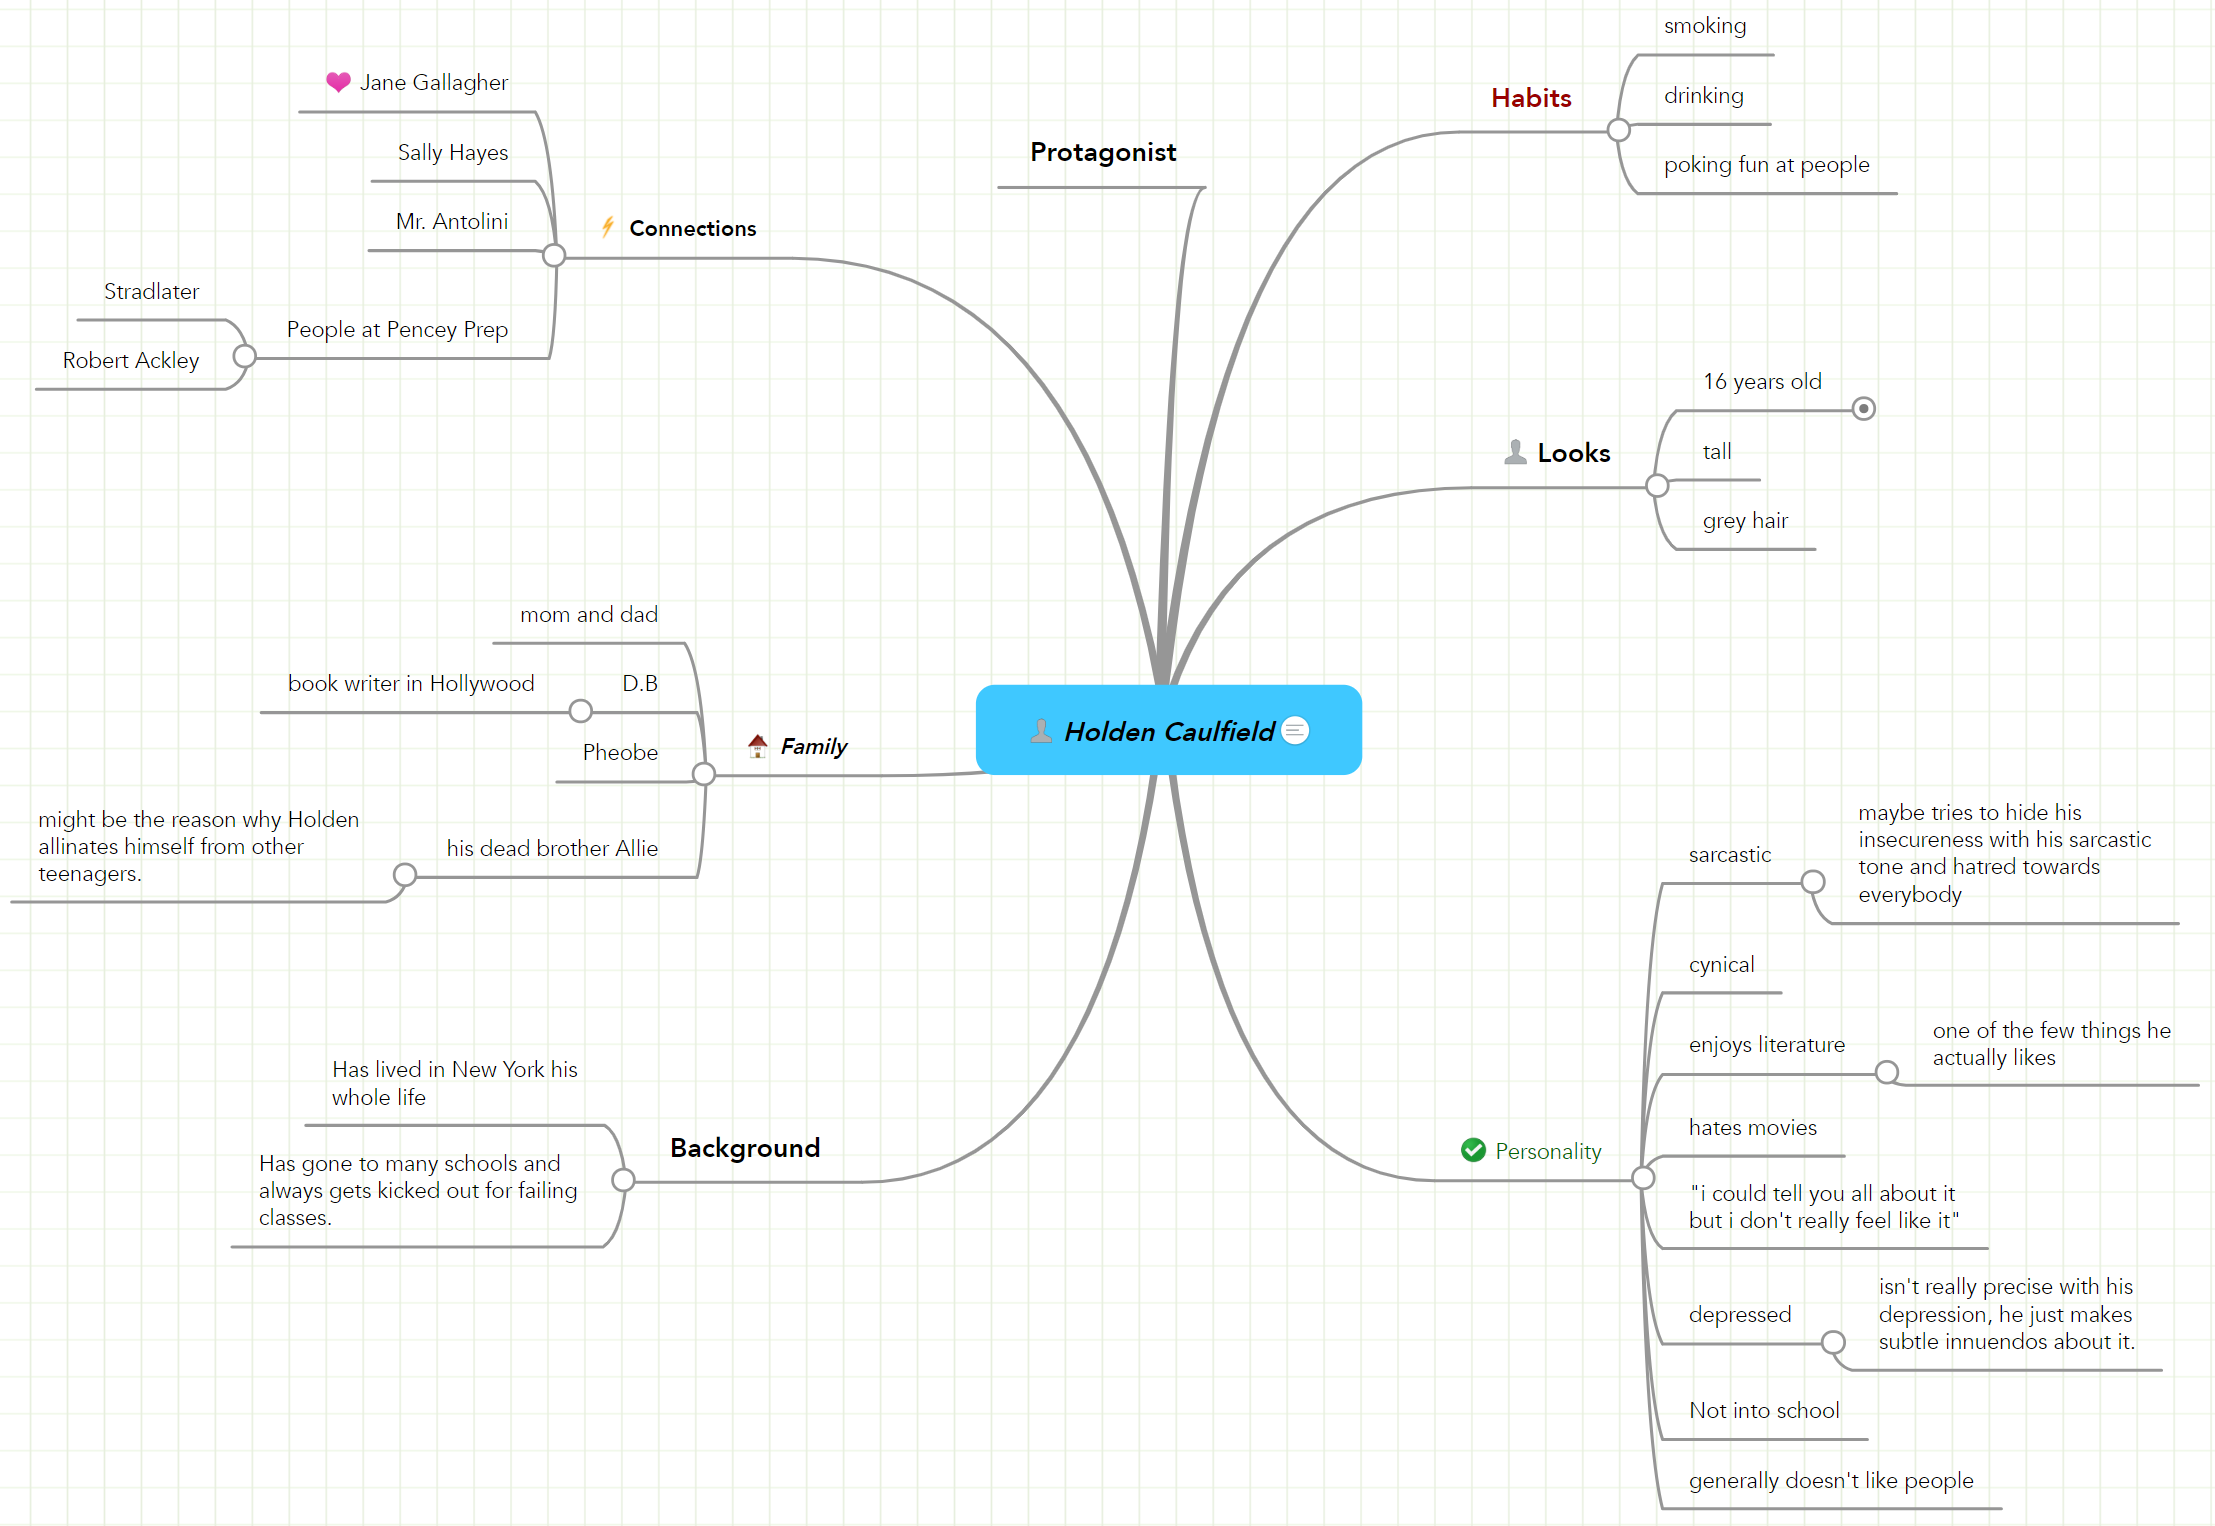 Holden Caulfield
Protagonist
Habits
smoking
drinking
poking fun at people
Looks
16 years old
tall
grey hair
Personality
sarcastic
maybe tries to hide his
insecureness with his sarcastic
tone and hatred towards
everybody
cynical
enjoys literature
one of the few things he
actually likes
hates movies
"i could tell you all about it
but i don't really feel like it"
depressed
isn't really precise with his
depression, he just makes
subtle innuendos about it.
Not into school
generally doesn't like people
Connections
Jane Gallagher
Sally Hayes
Mr. Antolini
People at Pencey Prep
Stradlater
Robert Ackley
Family
mom and dad
D.B
book writer in Hollywood
Pheobe
his dead brother Allie
might be the reason why Holden
allinates himself from other
teenagers.
Background
Has lived in New York his
whole life
Has gone to many schools and
always gets kicked out for failing
classes.